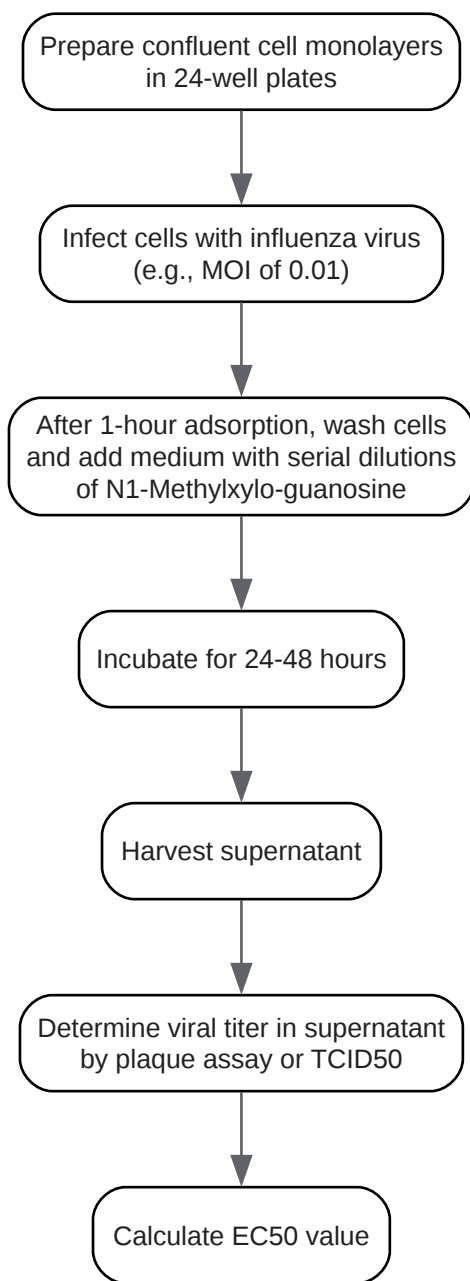 Prepare confluent cell monolayers
in 24-well plates
Infect cells with influenza virus
(e.g., MOI of 0.01)
After 1-hour adsorption, wash cells
and add medium with serial dilutions
of N1-Methylxylo-guanosine
Incubate for 24-48 hours
Harvest supernatant
Determine viral titer in supernatant
by plaque assay or TCID50
Calculate EC50 value